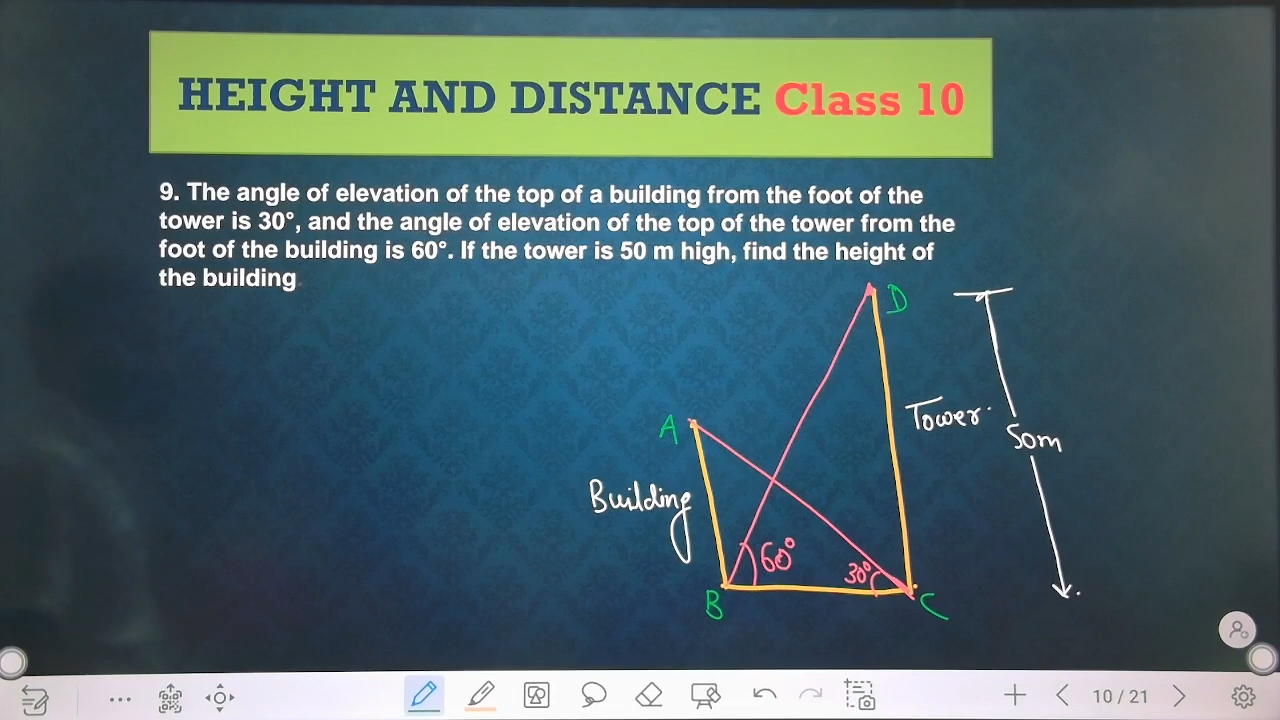 HEIGHT AND DISTANCE Class 10
9. The angle of elevation of the top of a building from the foot of the
tower is 30°, and the angle of elevation of the top of the tower from the
foot of the building is 60°. If the tower is 50 m high, find the height of
the building
D
A
Tower.
50m
Building
60°
30°
B
C
10 / 21